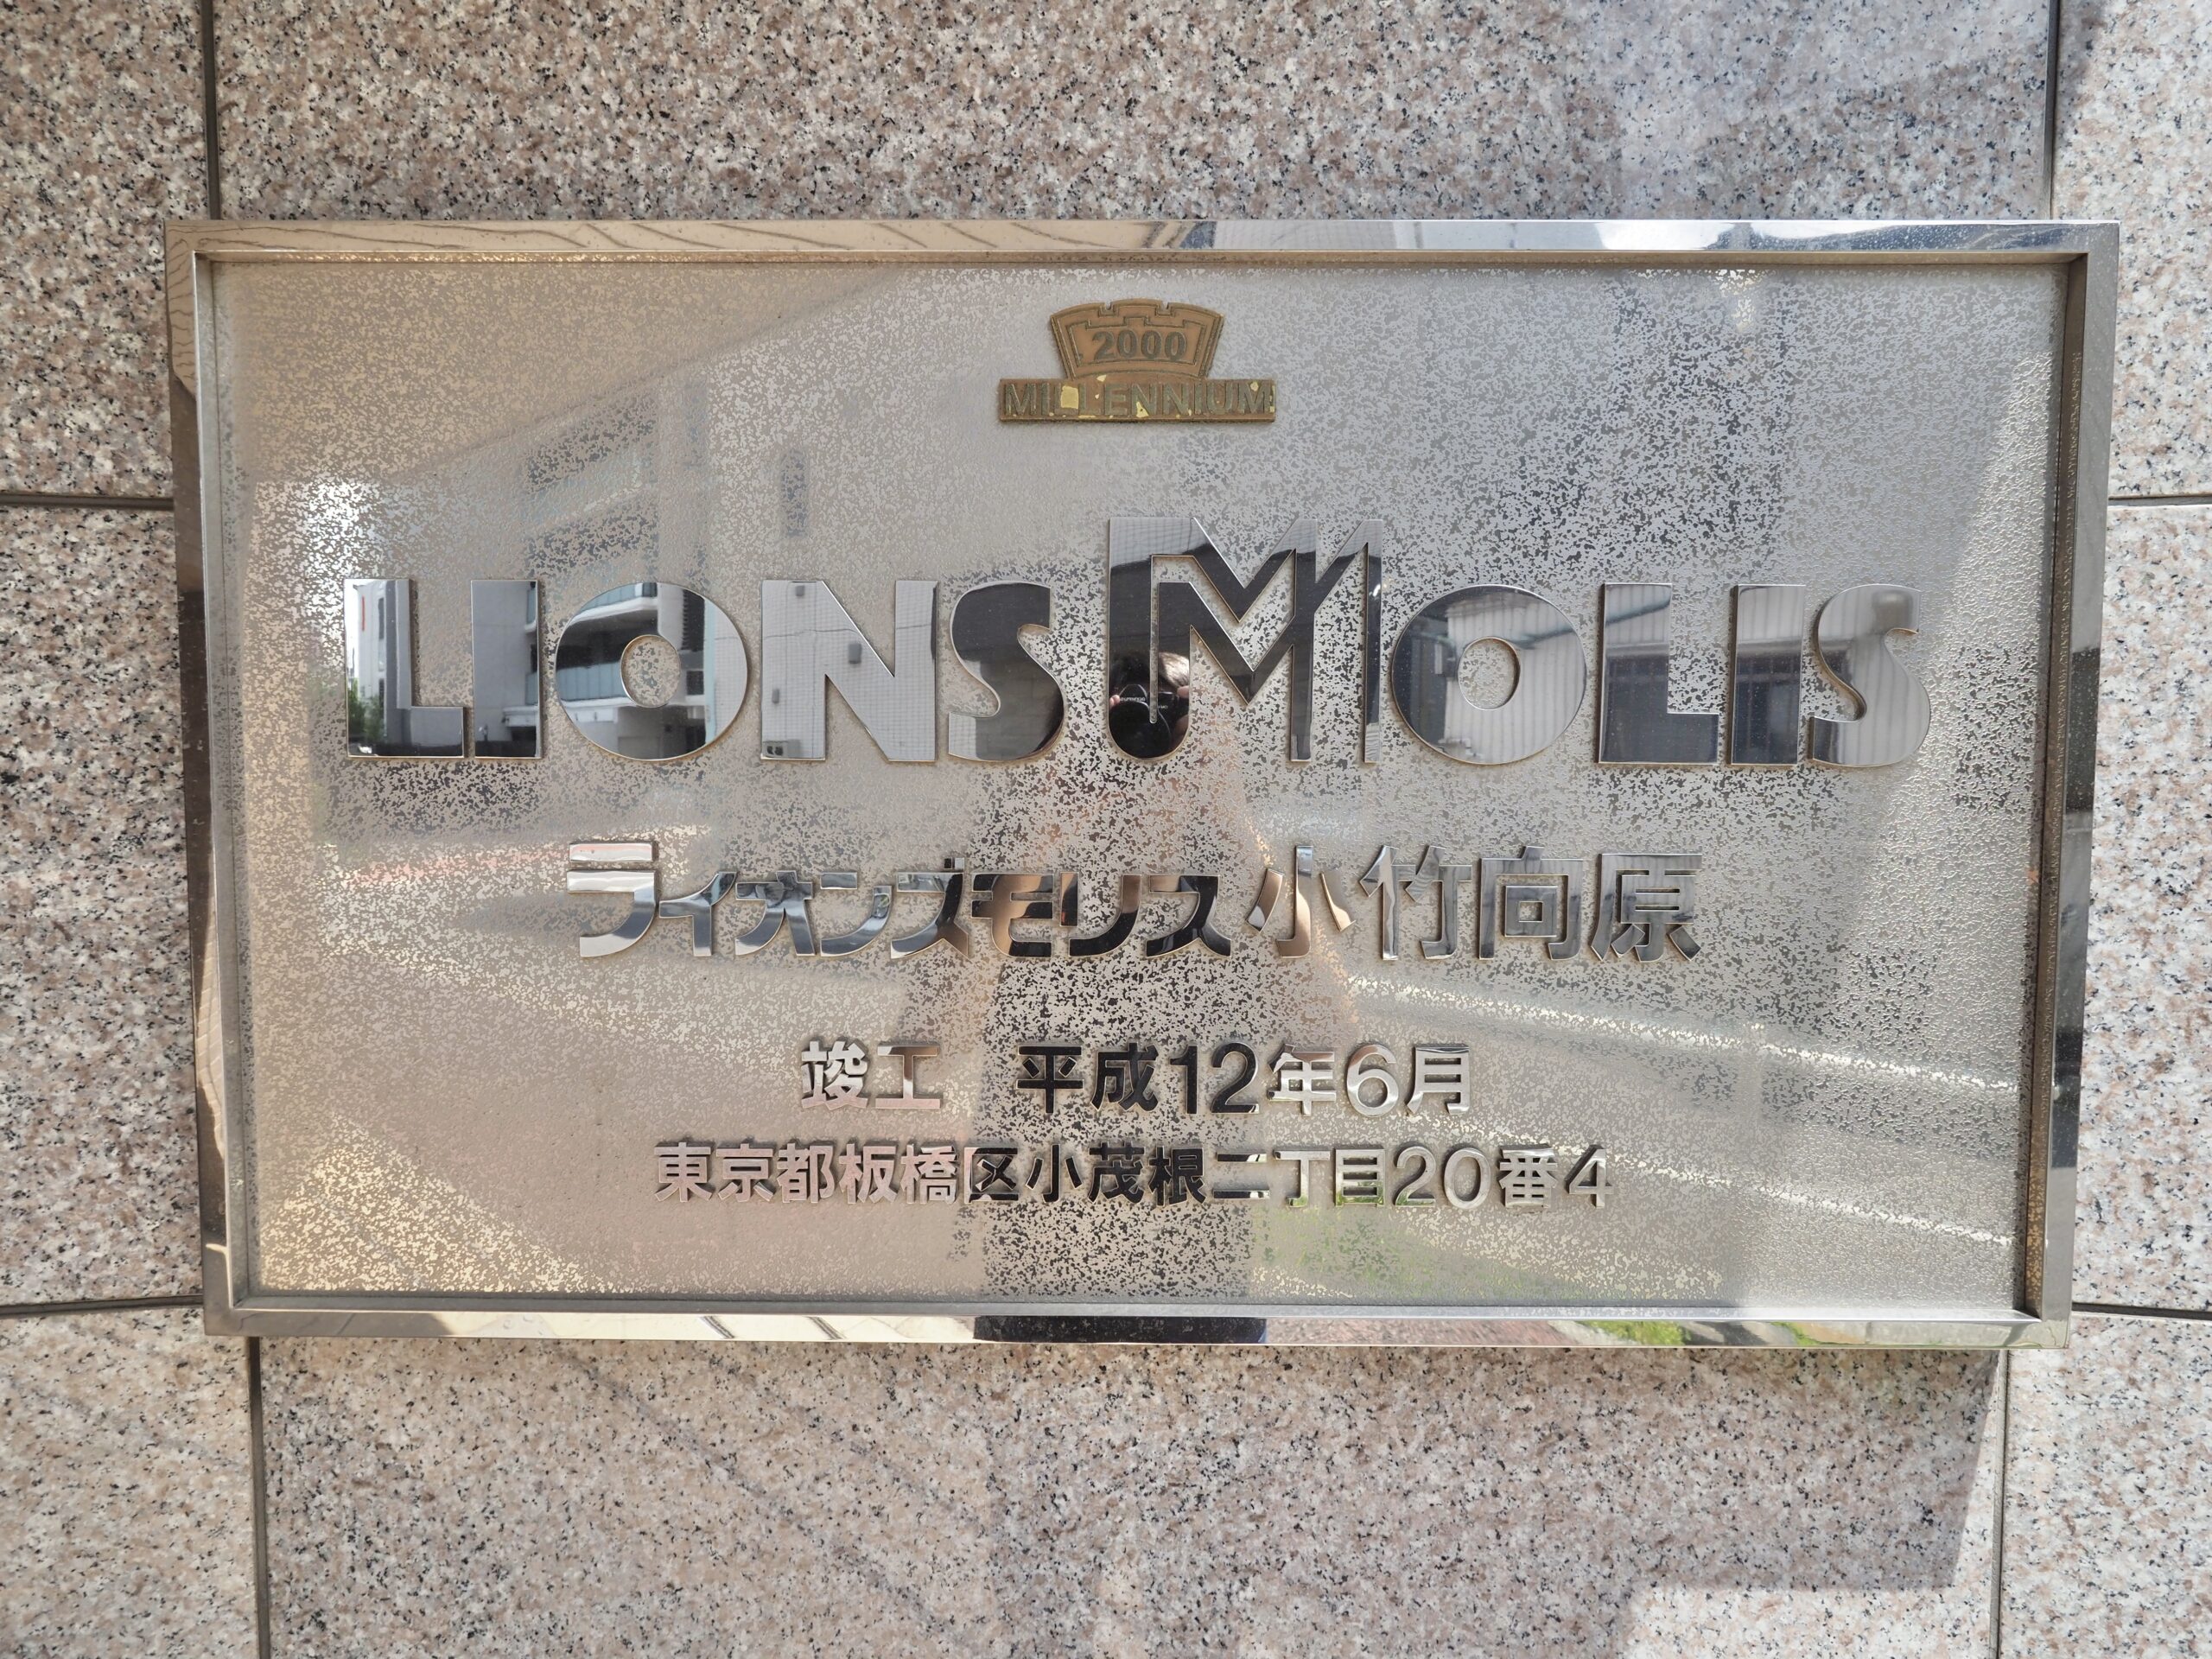 2000
MILLENNIUM
LIONS MOLIS
ライオンズモリス小竹向原
竣工 平成12年6月
東京都板橋区小茂根二丁目20番4